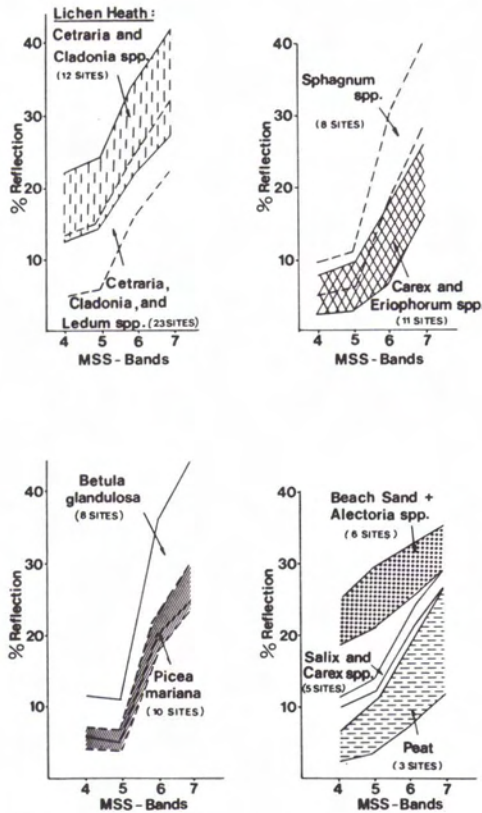 Lichen Heath :
Cetraria and
Cladonia spp.
(12 SITES)
40
30
20
10
% Reflection
Cetraria,
Cladonia, and
Ledum spp. (23SITES)
4 5 6 7
MSS-Bands
40
30
20
10
% Reflection
Sphagnum
spp.
(8 SITES)
Carex and
Eriophorum spp
(11 SITES)
4 5 6 7
MSS-Bands
40
30
20
10
% Reflection
Betula
glandulosa
(8 SITES)
Picea
mariana
(10 SITES)
4 5 6 7
MSS-Bands
40
30
20
10
% Reflection
Beach Sand +
Alectoria spp.
(6 SITES)
Salix and
Carex spp.
(5 SITES)
Peat
(3 SITES)
4 5 6 7
MSS-Bands